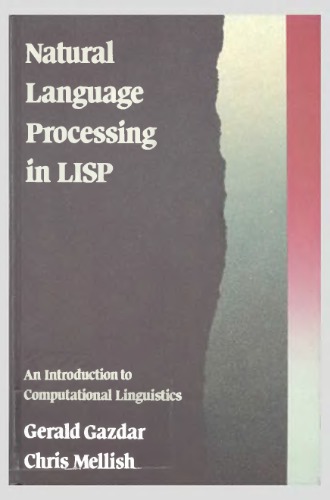 Natural
Language
Processing
in LISP
An Introduction to
Computational Linguistics
Gerald Gazdar
Chris Mellish